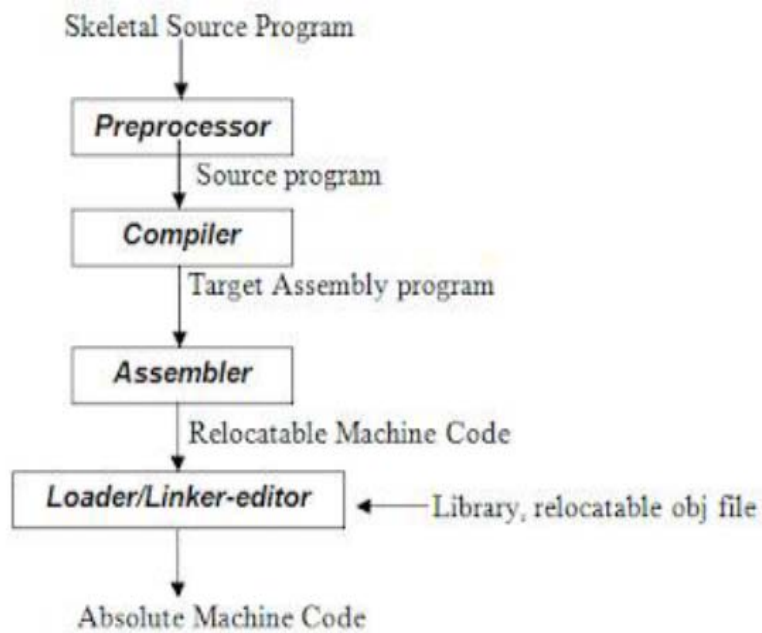 Skeletal Source Program
Preprocessor
Source program
Compiler
Target Assembly program
Assembler
Relocatable Machine Code
Loader/Linker-editor
Library, relocatable obj file
Absolute Machine Code